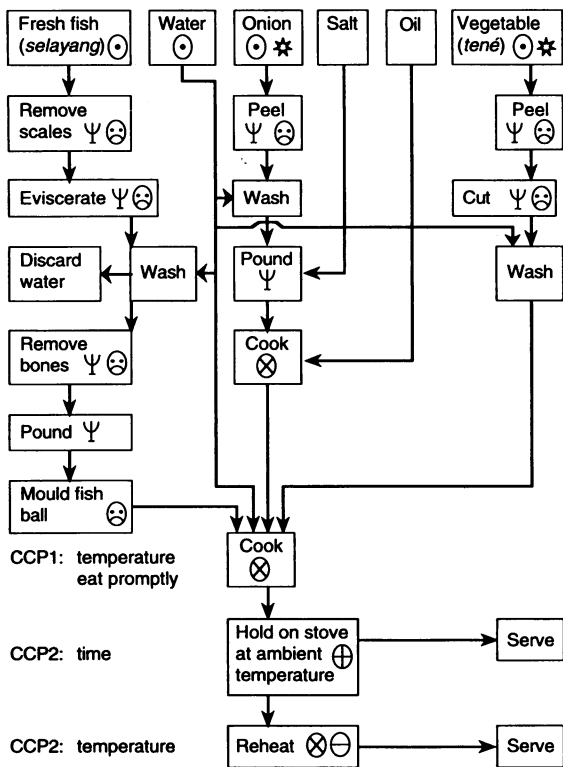 Fresh fish
(selayang)
Water
Onion
Salt
Oil
Vegetable
(tené)
Remove
scales
Peel
Peel
Eviscerate
Wash
Cut
Discard
water
Wash
Pound
Wash
Remove
bones
Cook
Pound
Mould fish
ball
CCP1: temperature
eat promptly
Cook
CCP2: time
Hold on stove
at ambient
temperature
Serve
CCP2: temperature
Reheat
Serve